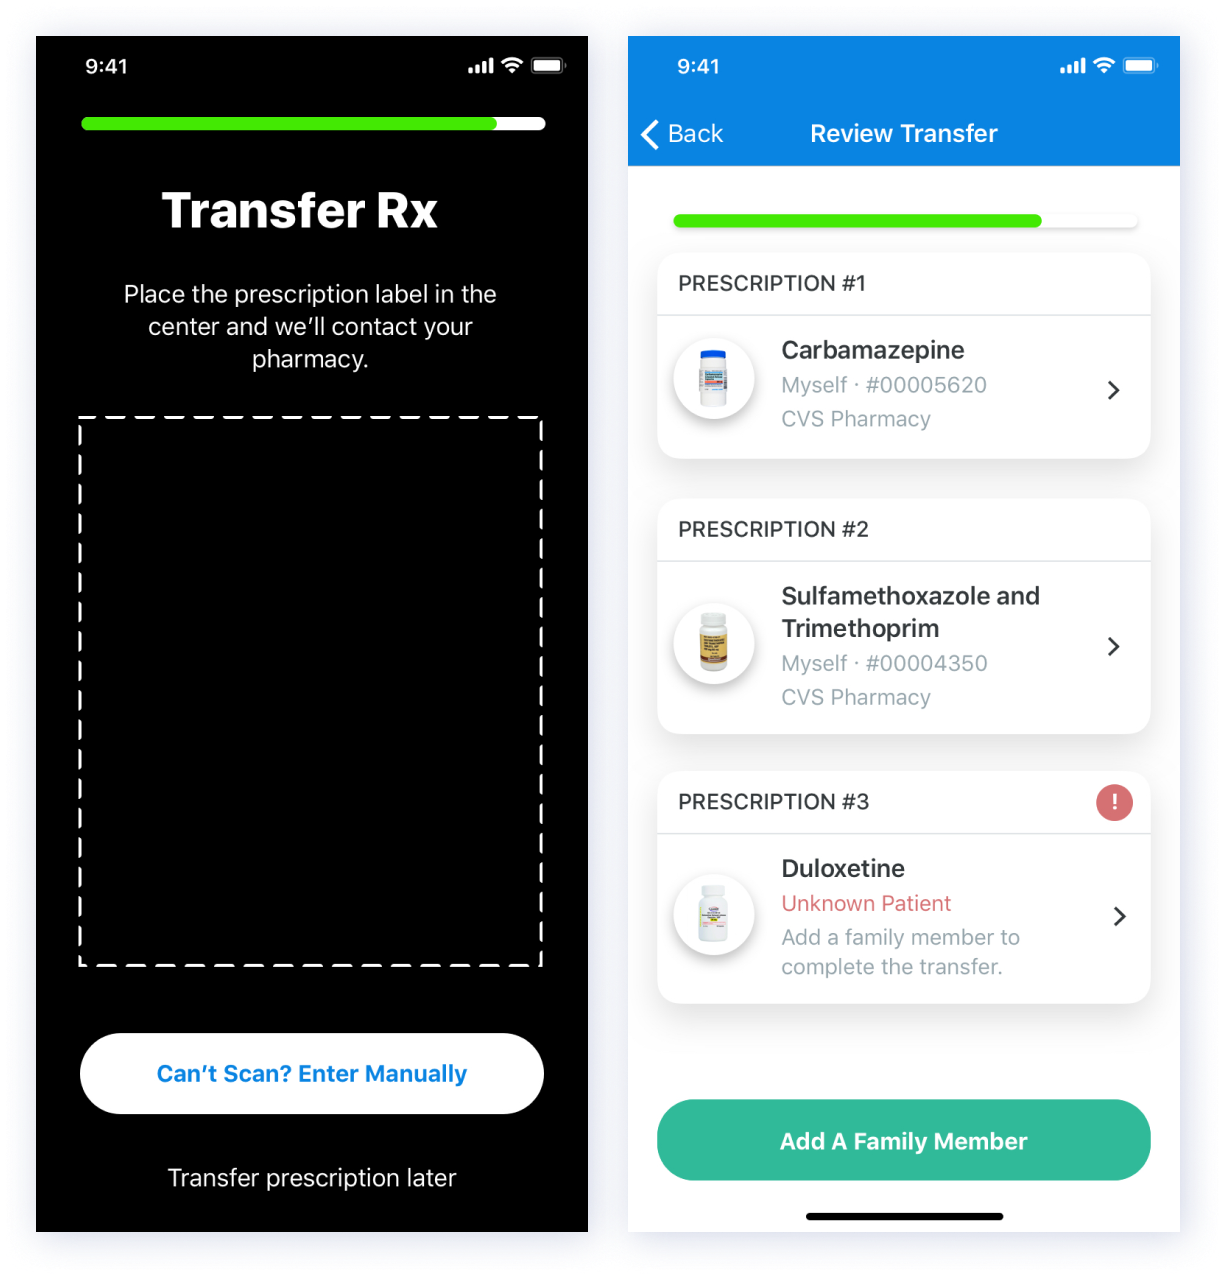 9:41
Transfer Rx
Place the prescription label in the
center and we’ll contact your
pharmacy.
Can’t Scan? Enter Manually
Transfer prescription later
9:41
Back
Review Transfer
PRESCRIPTION #1
Carbamazepine
Myself · #00005620
CVS Pharmacy
PRESCRIPTION #2
Sulfamethoxazole and
Trimethoprim
Myself · #00004350
CVS Pharmacy
PRESCRIPTION #3
!
Duloxetine
Unknown Patient
Add a family member to
complete the transfer.
Add A Family Member